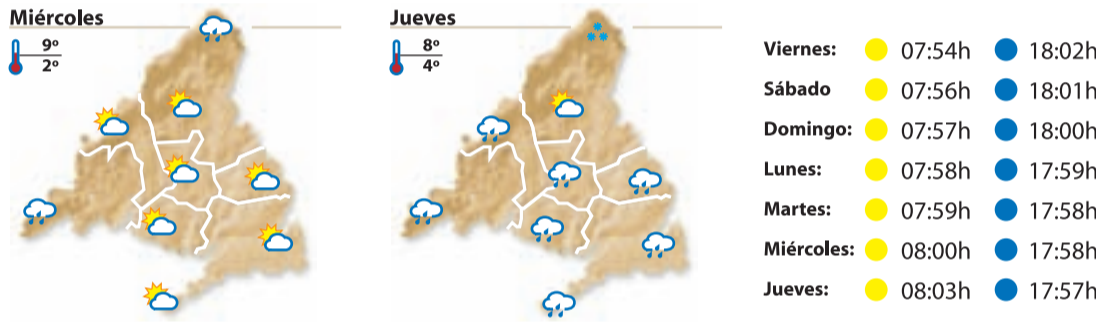 Miércoles
9º
2º
Jueves
8º
4º
Viernes: 07:54h 18:02h
Sábado 07:56h 18:01h
Domingo: 07:57h 18:00h
Lunes: 07:58h 17:59h
Martes: 07:59h 17:58h
Miércoles: 08:00h 17:58h
Jueves: 08:03h 17:57h